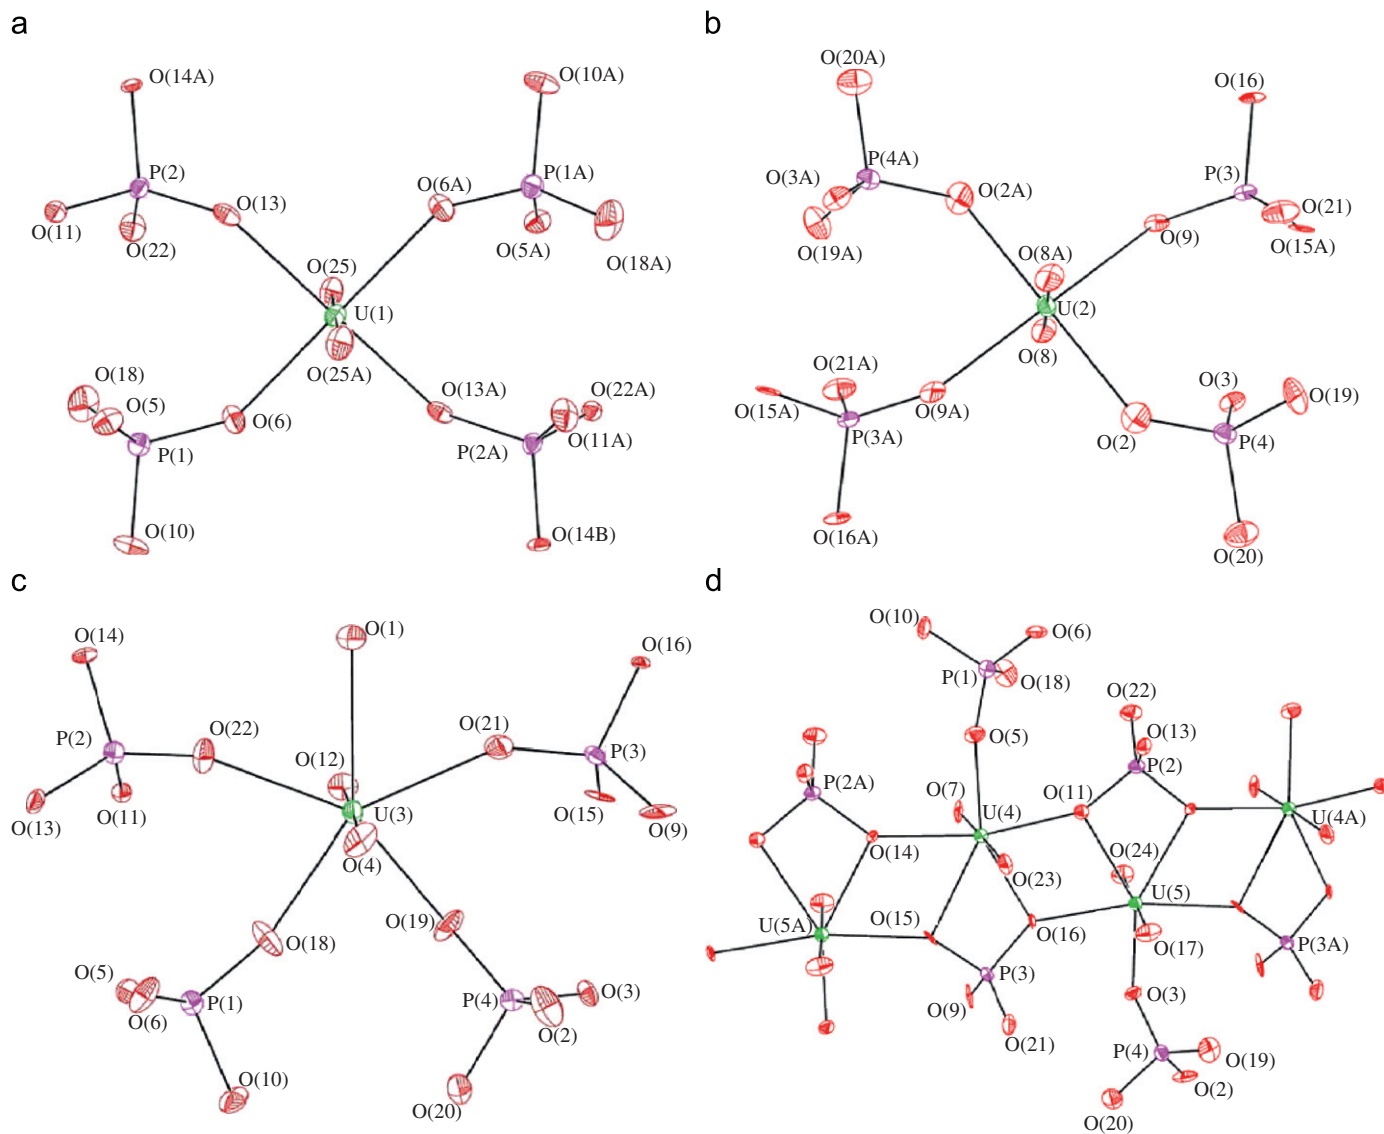 a
O(14A)
O(10A)
P(2)
P(1A)
O(6A)
O(13)
O(11)
O(22)
O(5A)
O(18A)
O(25)
U(1)
O(25A)
O(18)
O(5)
O(6)
O(13A)
O(22A)
O(11A)
P(1)
P(2A)
O(10)
O(14B)
b
O(20A)
O(16)
P(4A)
P(3)
O(3A)
O(2A)
O(21)
O(9)
O(15A)
O(19A)
O(8A)
U(2)
O(8)
O(21A)
O(3)
O(19)
O(15A)
O(9A)
P(3A)
O(2)
P(4)
O(16A)
O(20)
c
O(14)
O(1)
O(16)
O(22)
O(21)
P(2)
P(3)
O(12)
O(13)
O(11)
U(3)
O(15)
O(9)
O(4)
O(19)
O(18)
O(5)
P(1)
P(4)
O(3)
O(6)
O(2)
O(10)
O(20)
d
O(10)
O(6)
P(1)
O(18)
O(22)
O(5)
O(13)
P(2A)
P(2)
O(7)
U(4)
O(11)
U(4A)
O(14)
O(24)
O(23)
U(5)
U(5A)
O(15)
O(16)
O(17)
P(3A)
P(3)
O(9)
O(3)
O(21)
P(4)
O(19)
O(2)
O(20)